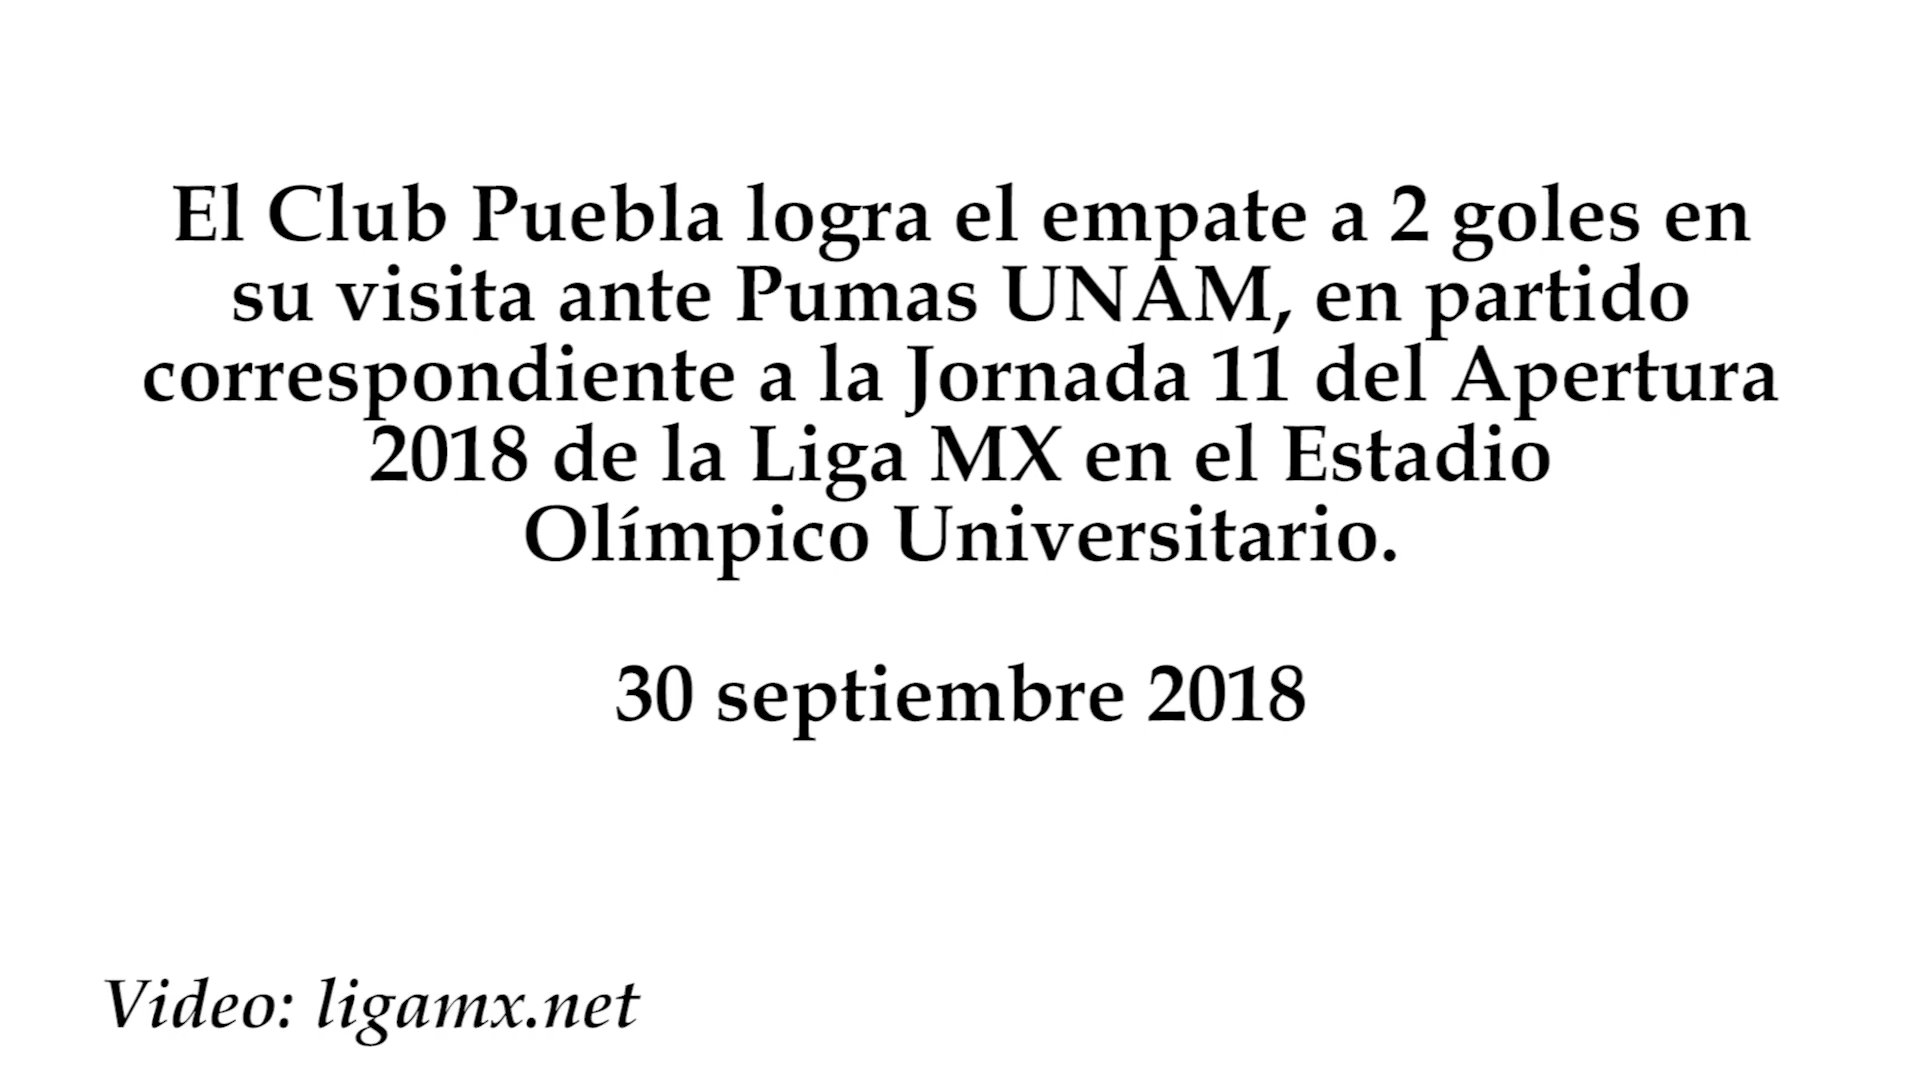 El Club Puebla logra el empate a 2 goles en
su visita ante Pumas UNAM, en partido
correspondiente a la Jornada 11 del Apertura
2018 de la Liga MX en el Estadio
Olímpico Universitario.
30 septiembre 2018
Video: ligamx.net